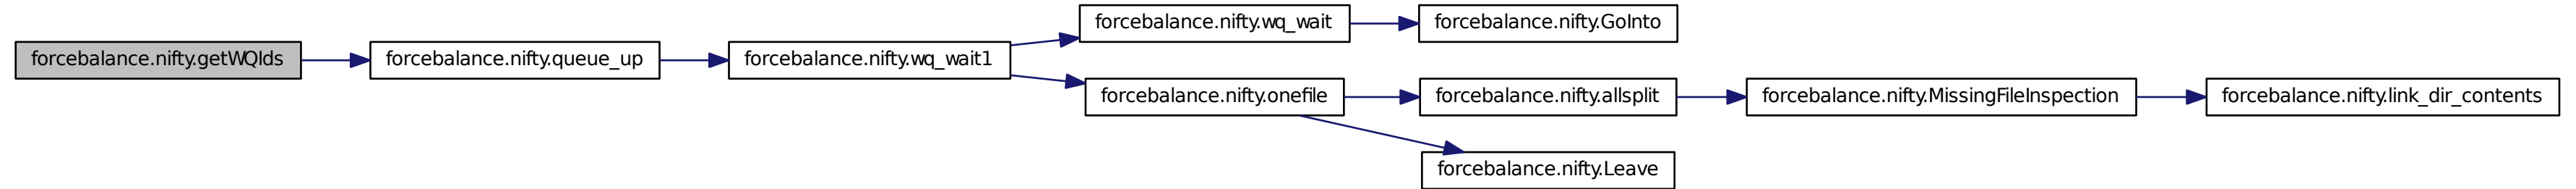 forcebalance.nifty.getWQIds
forcebalance.nifty.queue_up
forcebalance.nifty.wq_wait1
forcebalance.nifty.wq_wait
forcebalance.nifty.GoInto
forcebalance.nifty.onefile
forcebalance.nifty.allsplit
forcebalance.nifty.MissingFileInspection
forcebalance.nifty.link_dir_contents
forcebalance.nifty.Leave